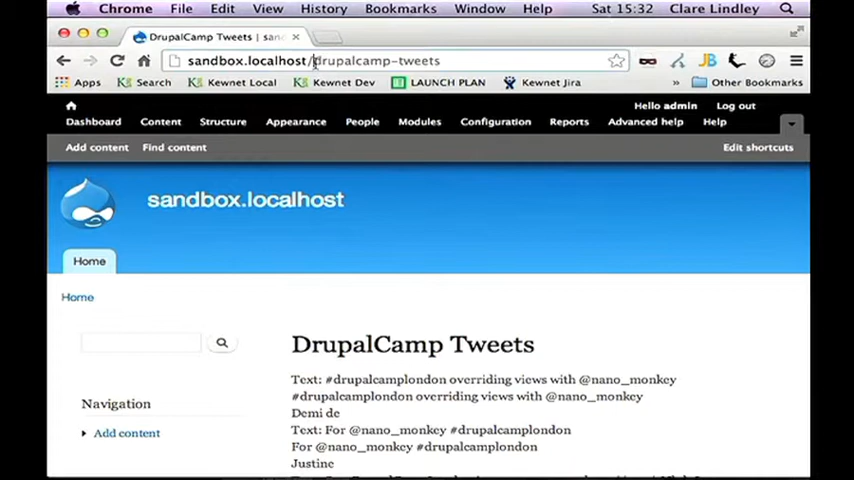 Chrome File Edit View History Bookmarks Window Help Sat 15:32 Clare Lindley
DrupalCamp Tweets | sand
sandbox.localhost/drupalcamp-tweets
Apps Search Kewnet Local Kewnet Dev LAUNCH PLAN Kewnet Jira » Other Bookmarks
Hello admin Log out
Dashboard Content Structure Appearance People Modules Configuration Reports Advanced help Help
Add content Find content Edit shortcuts
sandbox.localhost
Home
Home
DrupalCamp Tweets
Text: #drupalcamplondon overriding views with @nano_monkey
#drupalcamplondon overriding views with @nano_monkey
Demi de
Text: For @nano_monkey #drupalcamplondon
For @nano_monkey #drupalcamplondon
Justine
Navigation
Add content